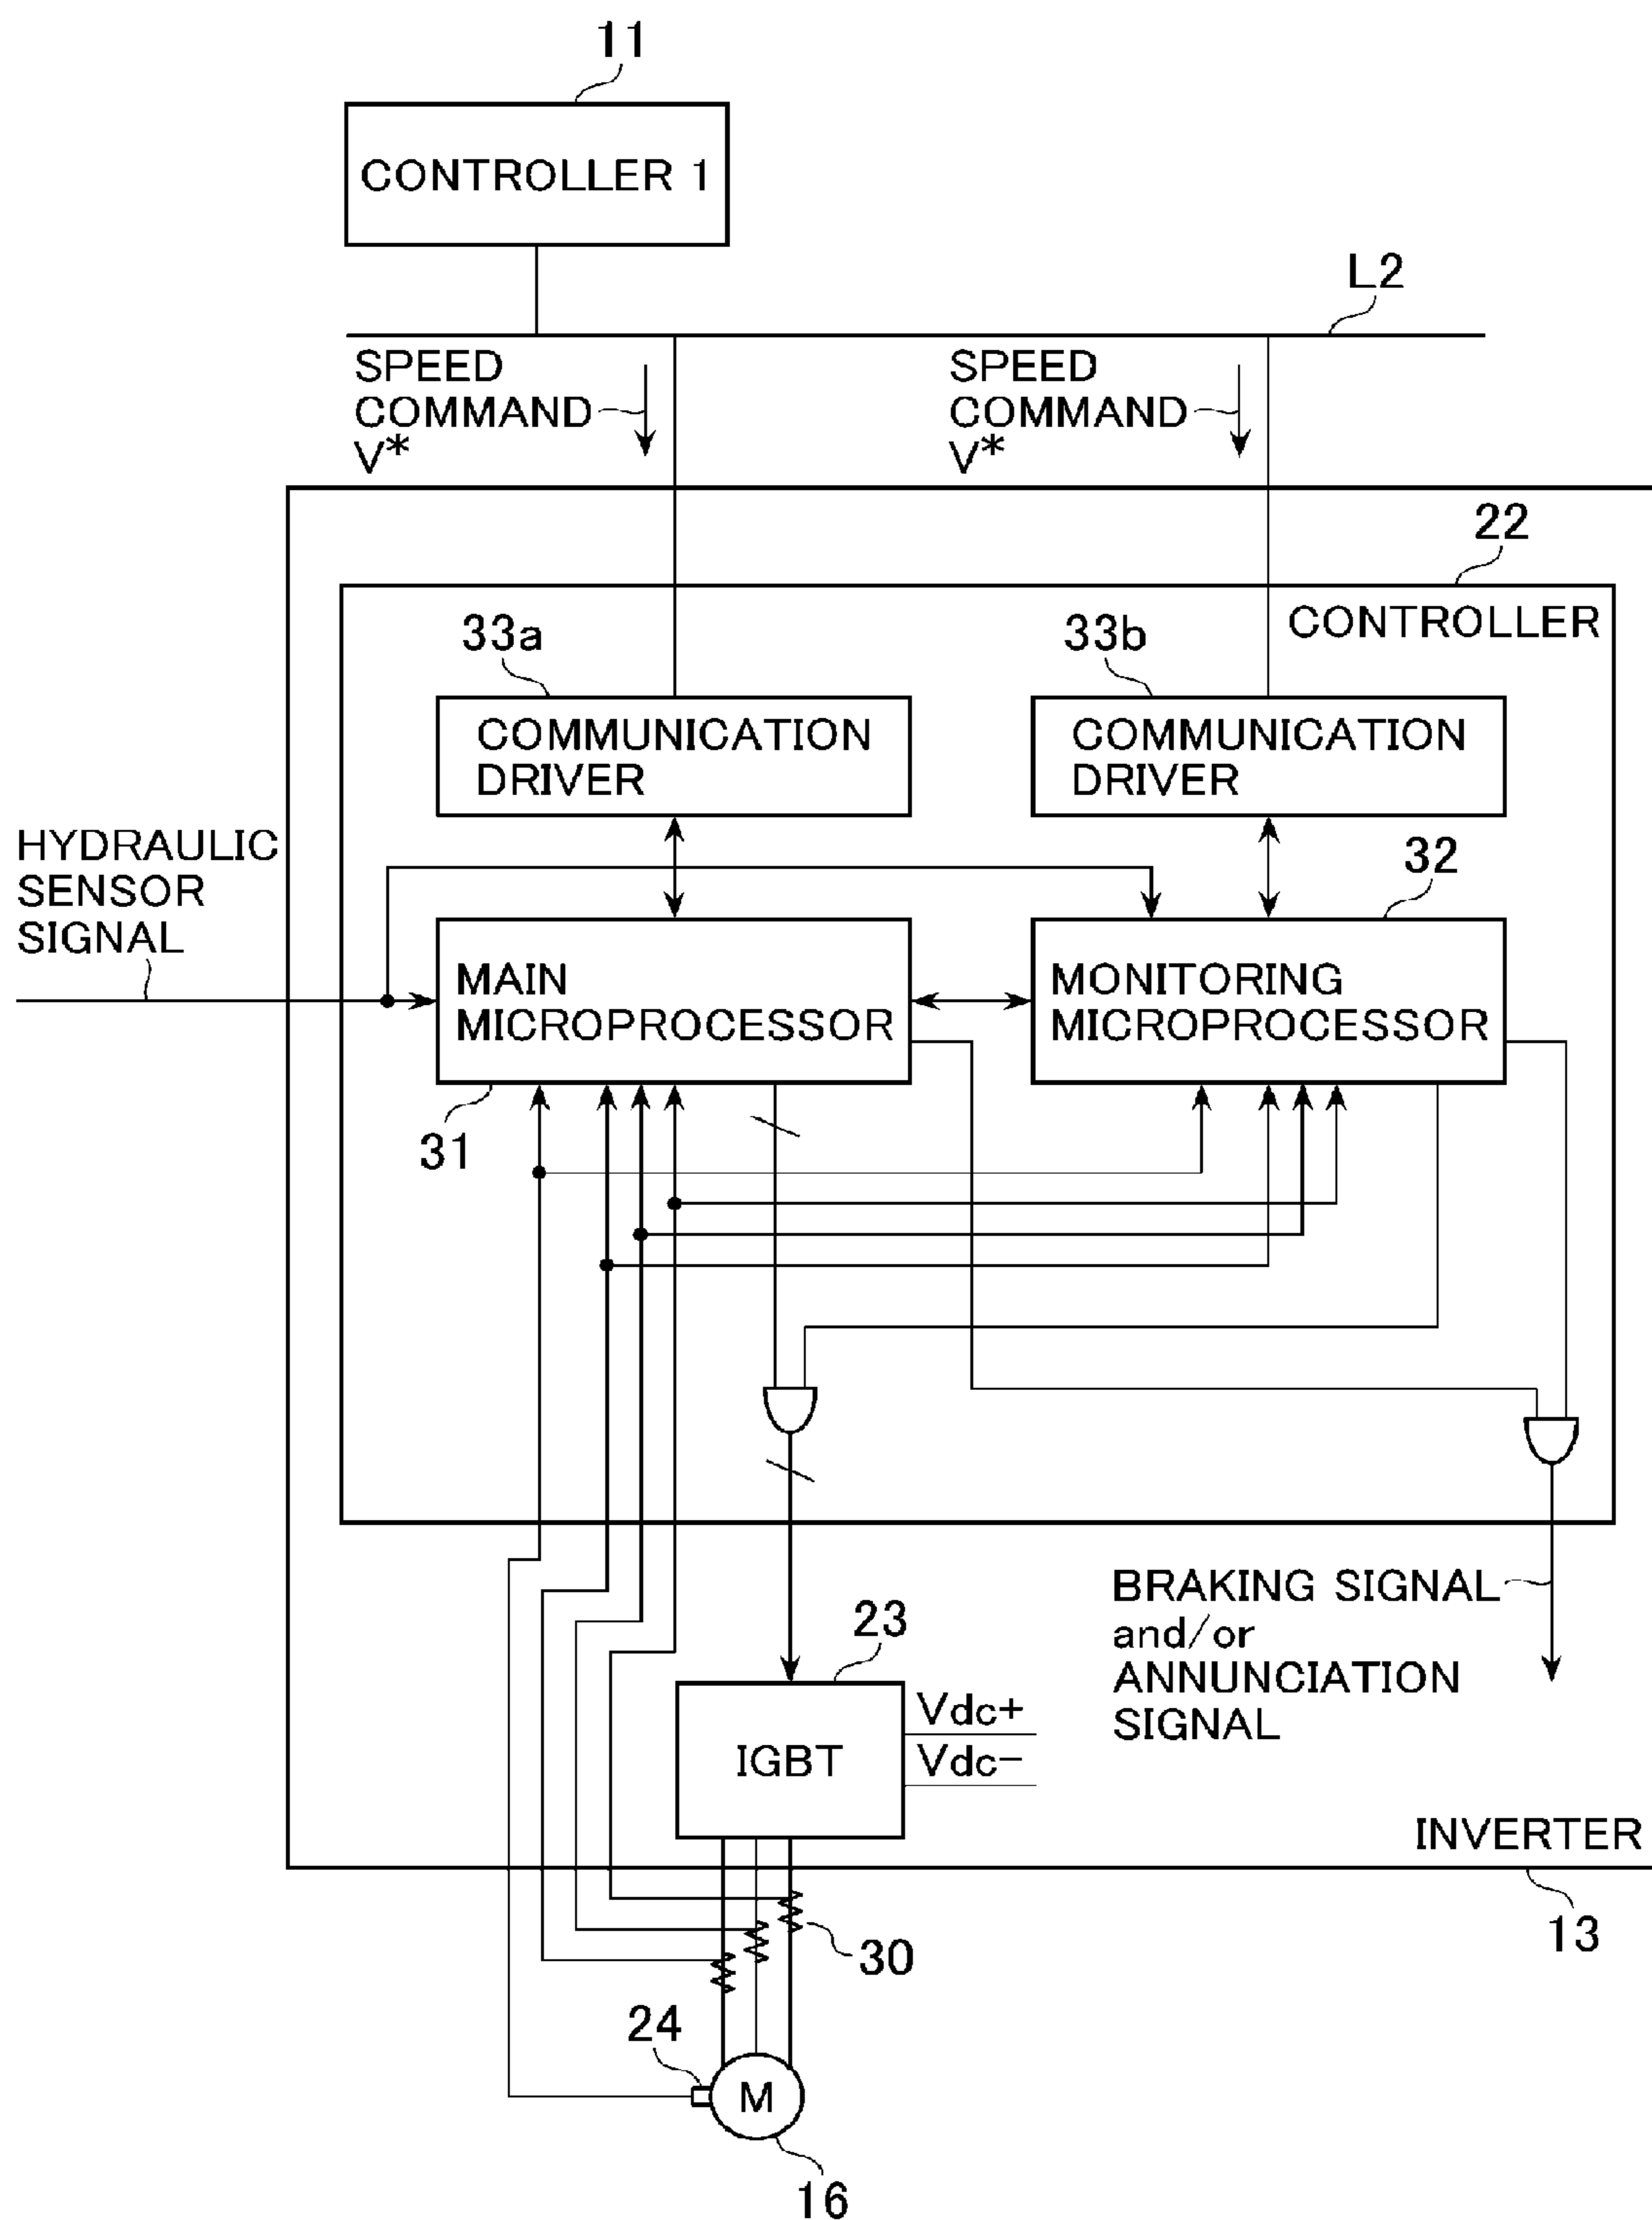 11
CONTROLLER 1
L2
SPEED
COMMAND
V*
SPEED
COMMAND
V*
22
CONTROLLER
33a
33b
COMMUNICATION
DRIVER
COMMUNICATION
DRIVER
HYDRAULIC
SENSOR
SIGNAL
32
MAIN
MICROPROCESSOR
MONITORING
MICROPROCESSOR
31
BRAKING SIGNAL
and/or
ANNUNCIATION
SIGNAL
23
Vdc+
IGBT
Vdc−
INVERTER
13
30
24
M
16